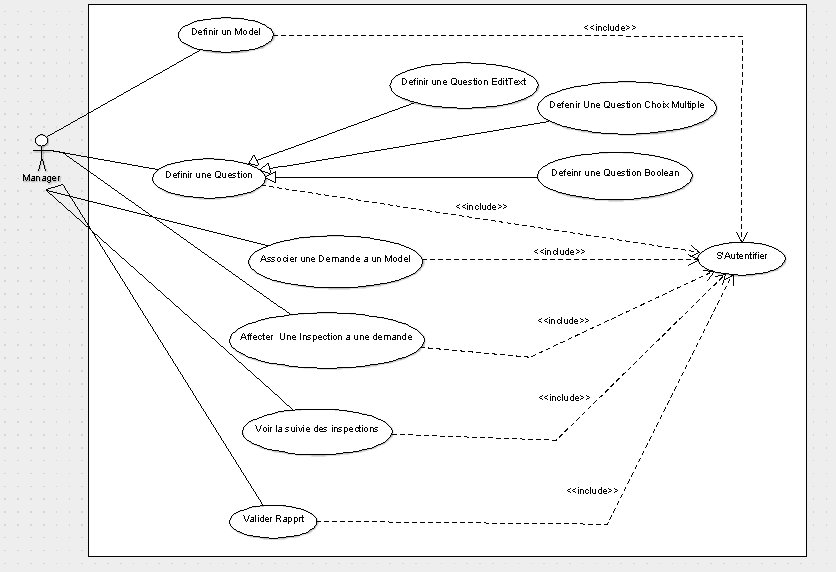 Definir un Model
<<include>>
Definir une Question EditText
Defenir Une Question Choix Multiple
Manager
Definir une Question
Defeinr une Question Boolean
<<include>>
Associer une Demande a un Model
<<include>>
S'Autentifier
Affecter Une Inspection a une demande
<<include>>
<<include>>
Voir la suivie des inspections
<<include>>
Valider Rapprt